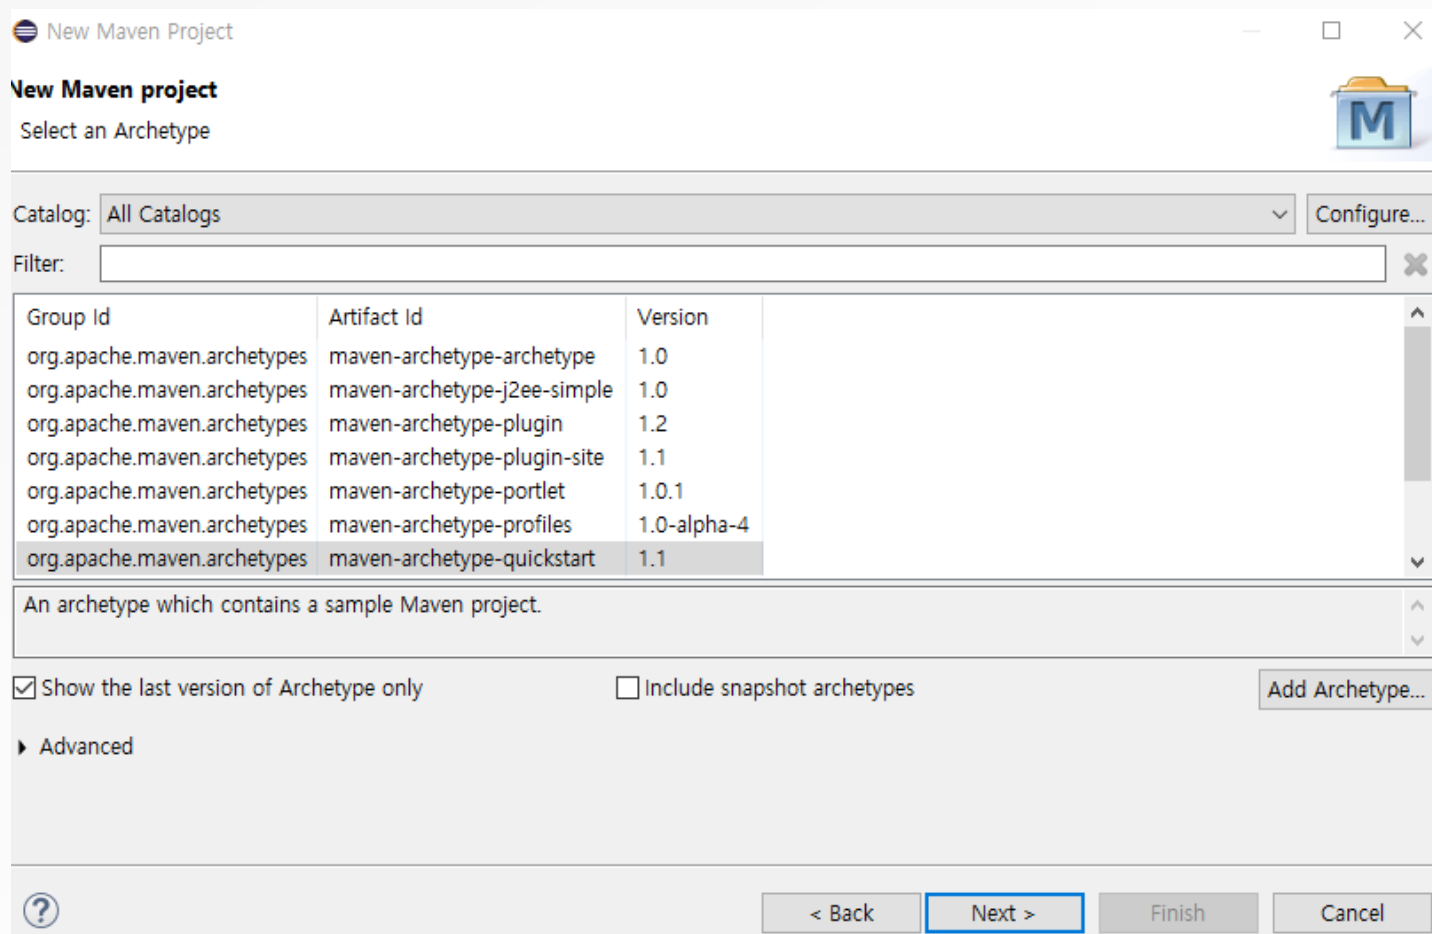 New Maven Project
New Maven project
Select an Archetype
M
Catalog: All Catalogs Configure...
Filter:
Group Id Artifact Id Version
org.apache.maven.archetypes maven-archetype-archetype 1.0
org.apache.maven.archetypes maven-archetype-j2ee-simple 1.0
org.apache.maven.archetypes maven-archetype-plugin 1.2
org.apache.maven.archetypes maven-archetype-plugin-site 1.1
org.apache.maven.archetypes maven-archetype-portlet 1.0.1
org.apache.maven.archetypes maven-archetype-profiles 1.0-alpha-4
org.apache.maven.archetypes maven-archetype-quickstart 1.1
An archetype which contains a sample Maven project.
Show the last version of Archetype only Include snapshot archetypes Add Archetype...
Advanced
? < Back Next > Finish Cancel